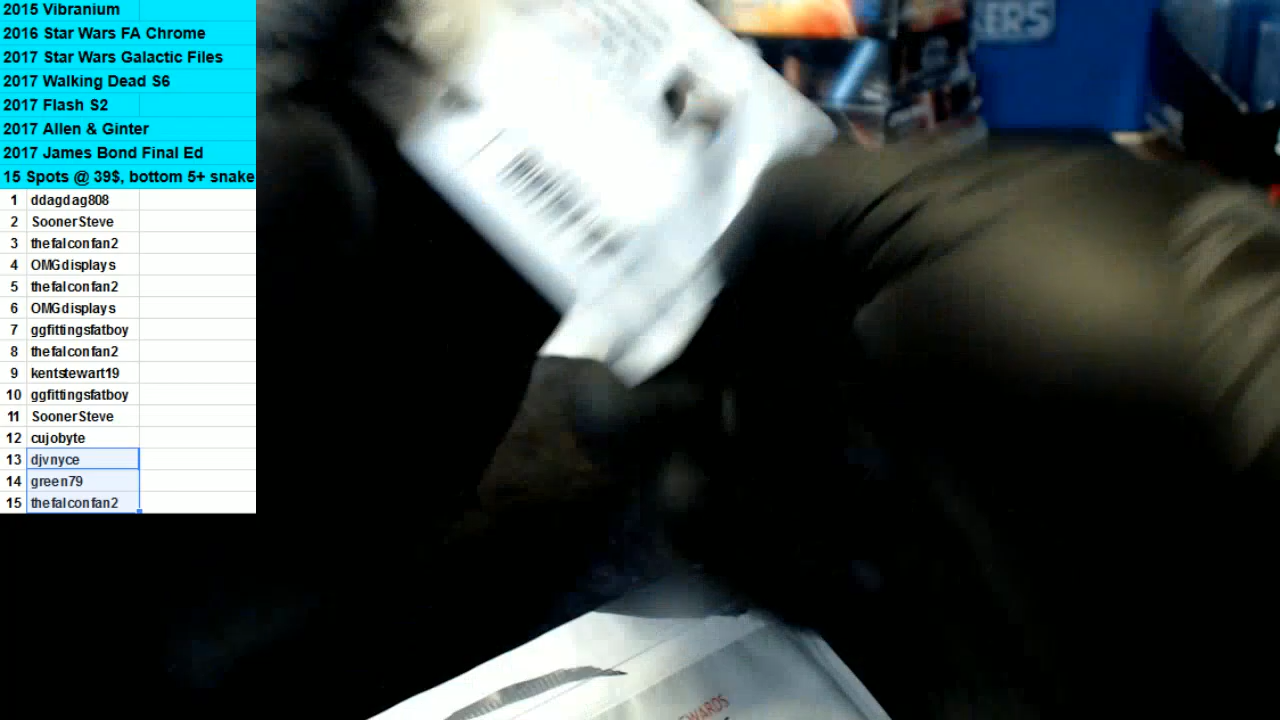 2015 Vibranium
2016 Star Wars FA Chrome
2017 Star Wars Galactic Files
2017 Walking Dead S6
2017 Flash S2
2017 Allen & Ginter
2017 James Bond Final Ed
15 Spots @ 39$, bottom 5+ snake
1 ddagdag808
2 SoonerSteve
3 thefalconfan2
4 OMGdisplays
5 thefalconfan2
6 OMGdisplays
7 ggfittingsfatboy
8 thefalconfan2
9 kentstewart19
10 ggfittingsfatboy
11 SoonerSteve
12 cujobyte
13 djvnyce
14 green79
15 thefalconfan2
KERS